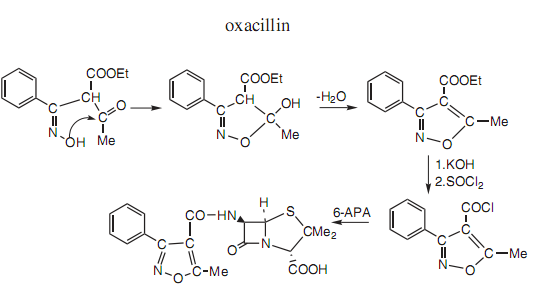 oxacillin
COOEt
CH
C
O
C
N
OH
Me
COOEt
CH
OH
C
C
N
O
Me
-H2O
COOEt
C
C
C-Me
N
O
1.KOH
2.SOCl2
COCl
C
C
C-Me
N
O
6-APA
H
CO-HN
S
CMe2
O
N
COOH
C
C
N
O
C-Me